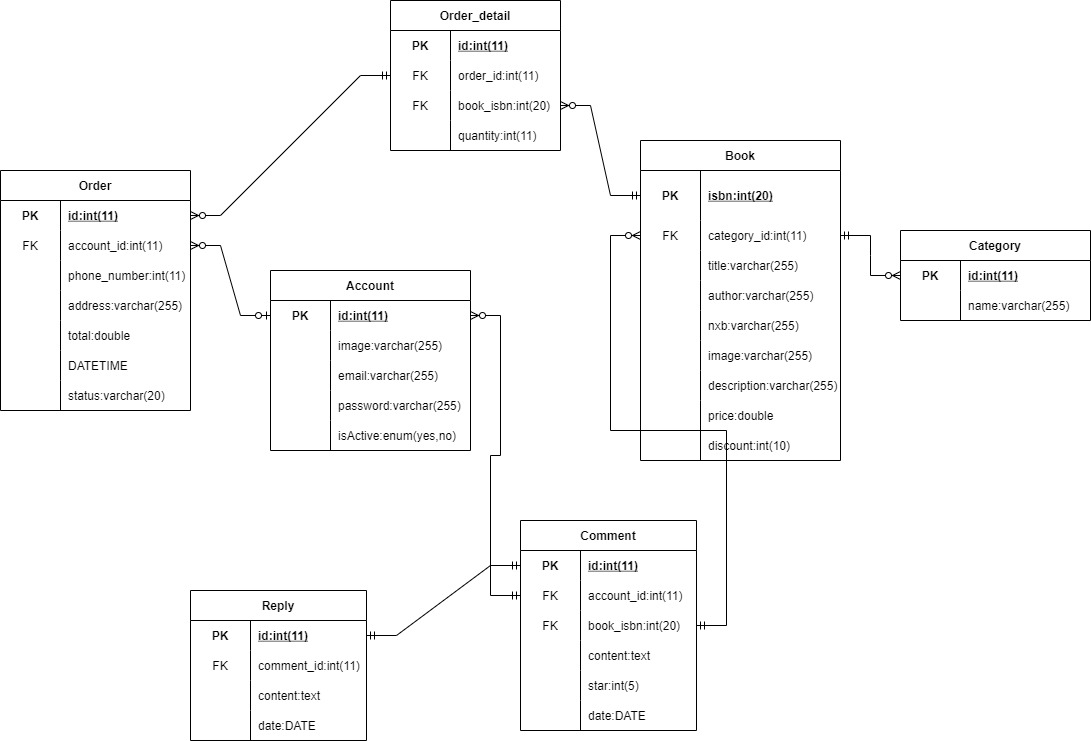 Order_detail
PK id:int(11)
FK order_id:int(11)
FK book_isbn:int(20)
quantity:int(11)
Book
PK isbn:int(20)
FK category_id:int(11)
title:varchar(255)
author:varchar(255)
nxb:varchar(255)
image:varchar(255)
description:varchar(255)
price:double
discount:int(10)
Order
PK id:int(11)
FK account_id:int(11)
phone_number:int(11)
address:varchar(255)
total:double
DATETIME
status:varchar(20)
Category
PK id:int(11)
name:varchar(255)
Account
PK id:int(11)
image:varchar(255)
email:varchar(255)
password:varchar(255)
isActive:enum(yes,no)
Comment
PK id:int(11)
FK account_id:int(11)
FK book_isbn:int(20)
content:text
star:int(5)
date:DATE
Reply
PK id:int(11)
FK comment_id:int(11)
content:text
date:DATE